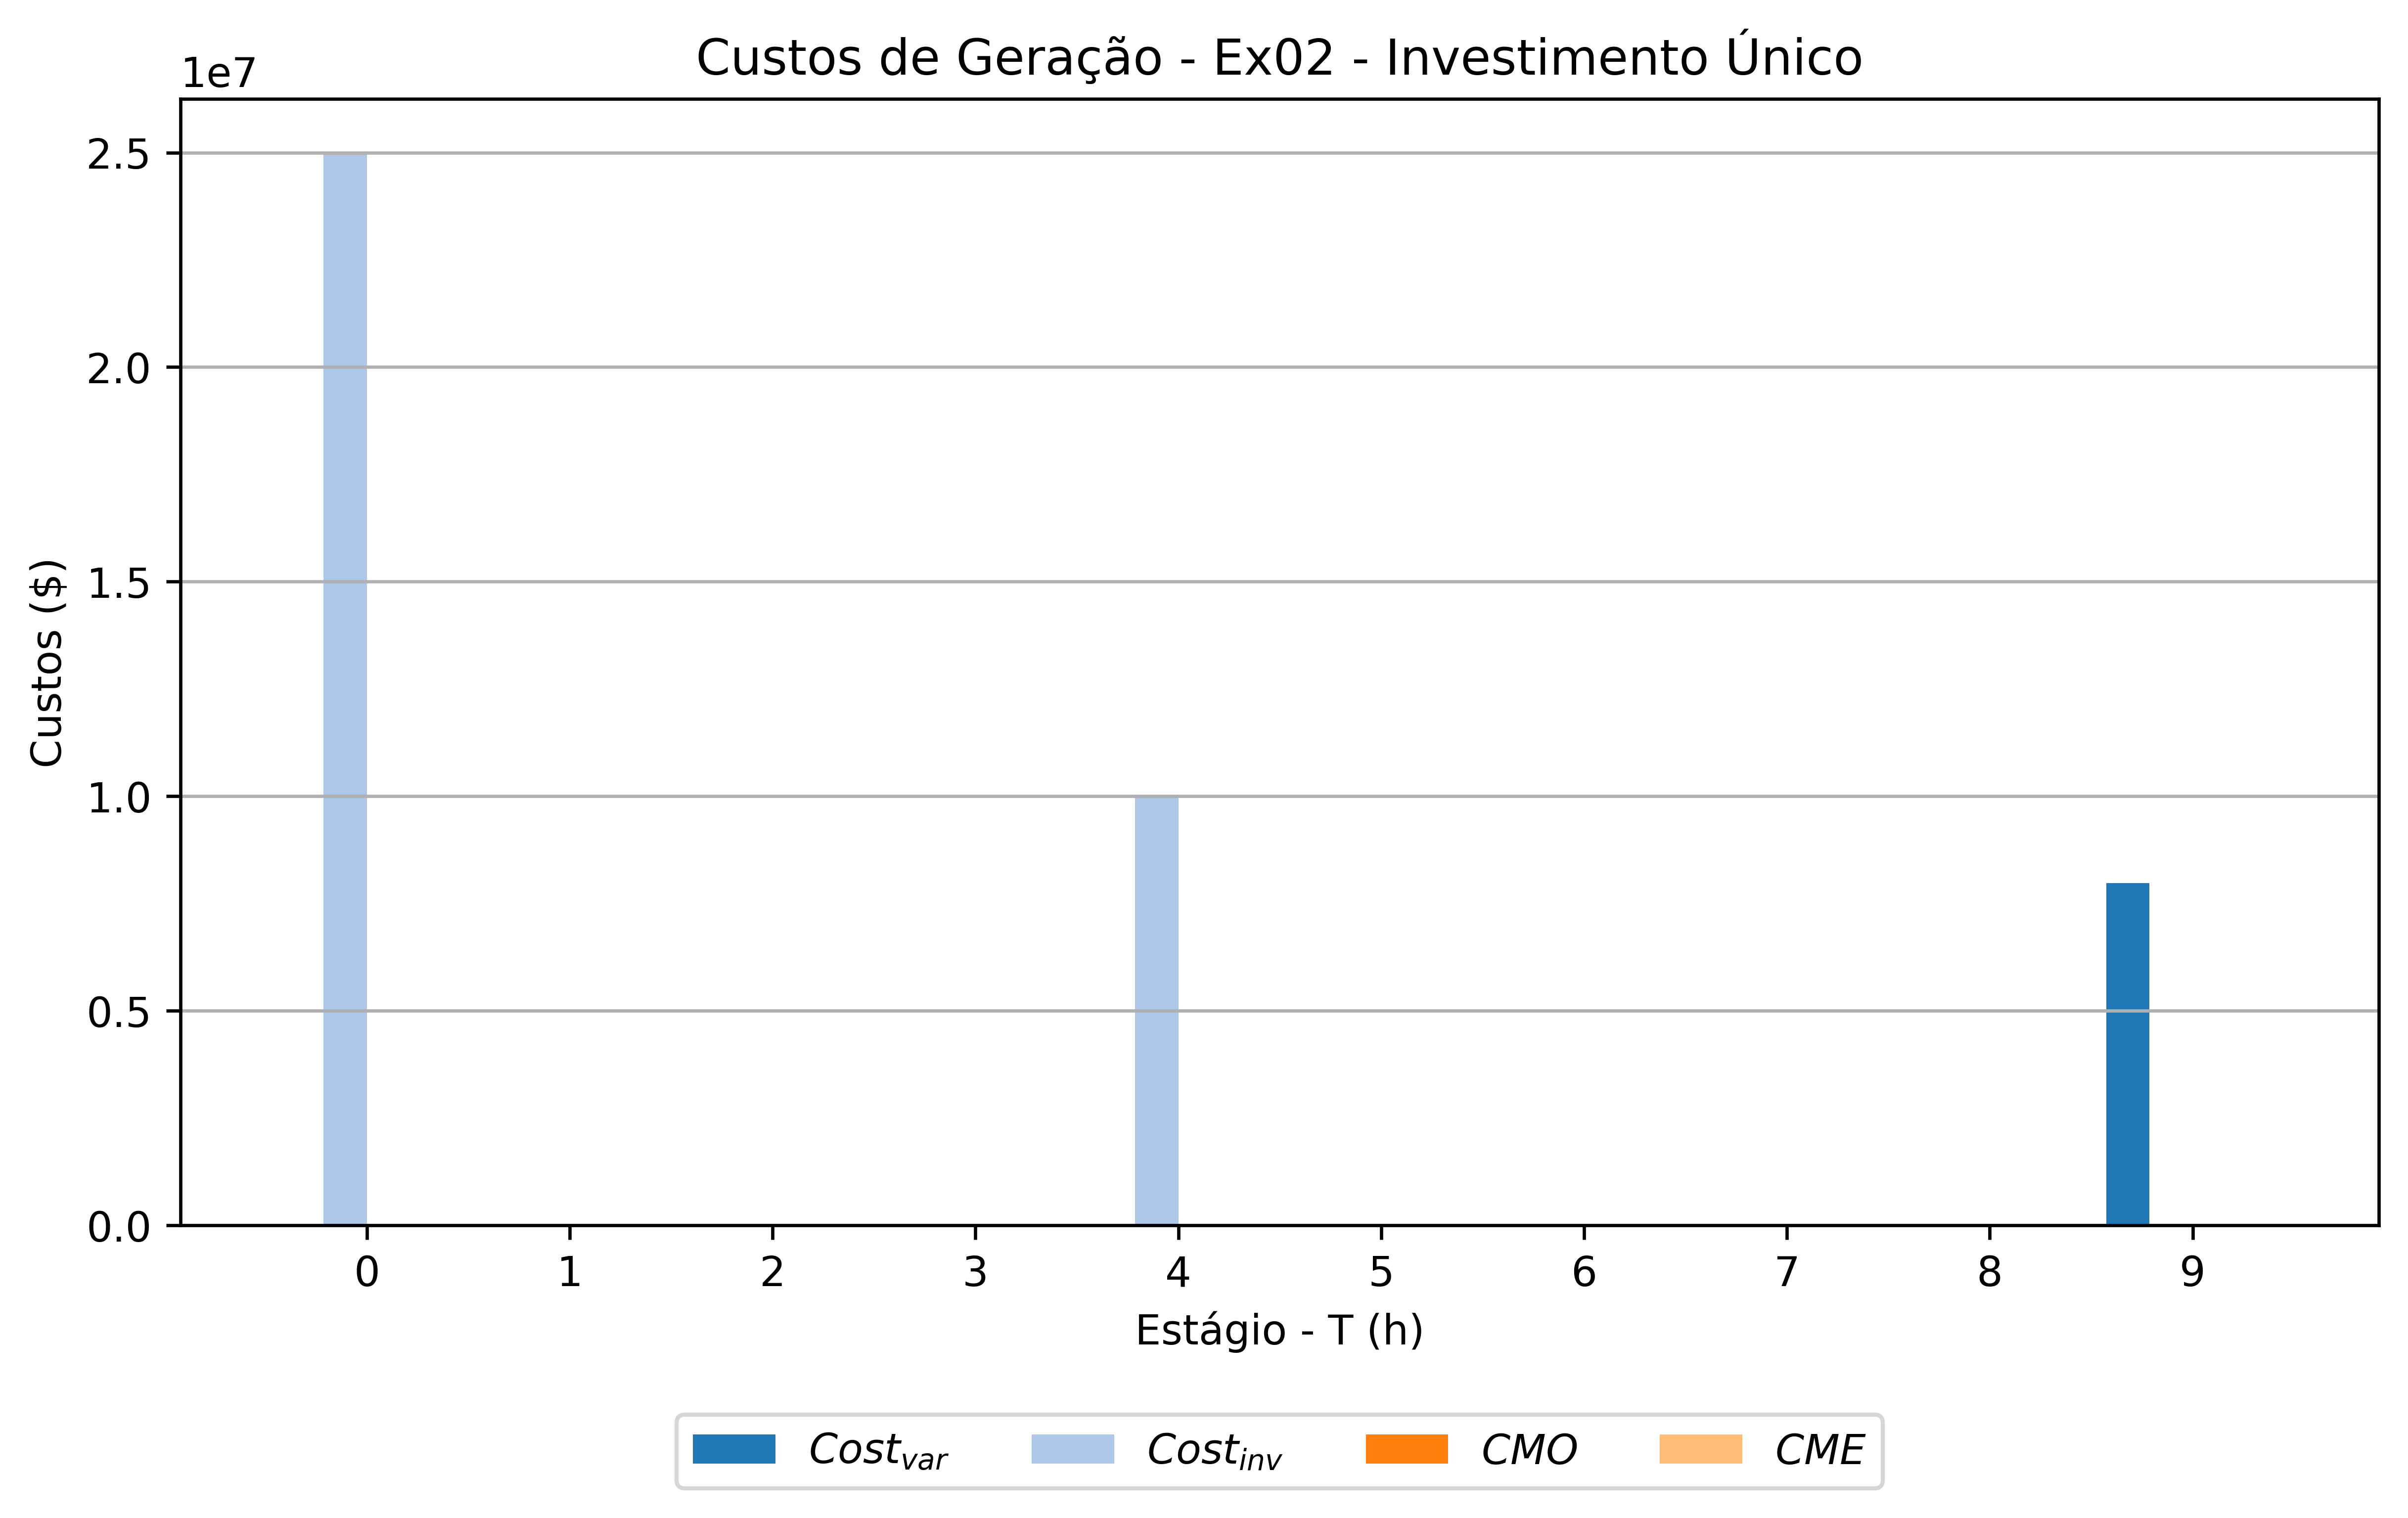 Custos de Geração - Ex02 - Investimento Único
1e7
2.5
2.0
1.5
1.0
0.5
0.0
Custos ($)
0 1 2 3 4 5 6 7 8 9
Estágio - T (h)
Cost_var Cost_inv CMO CME